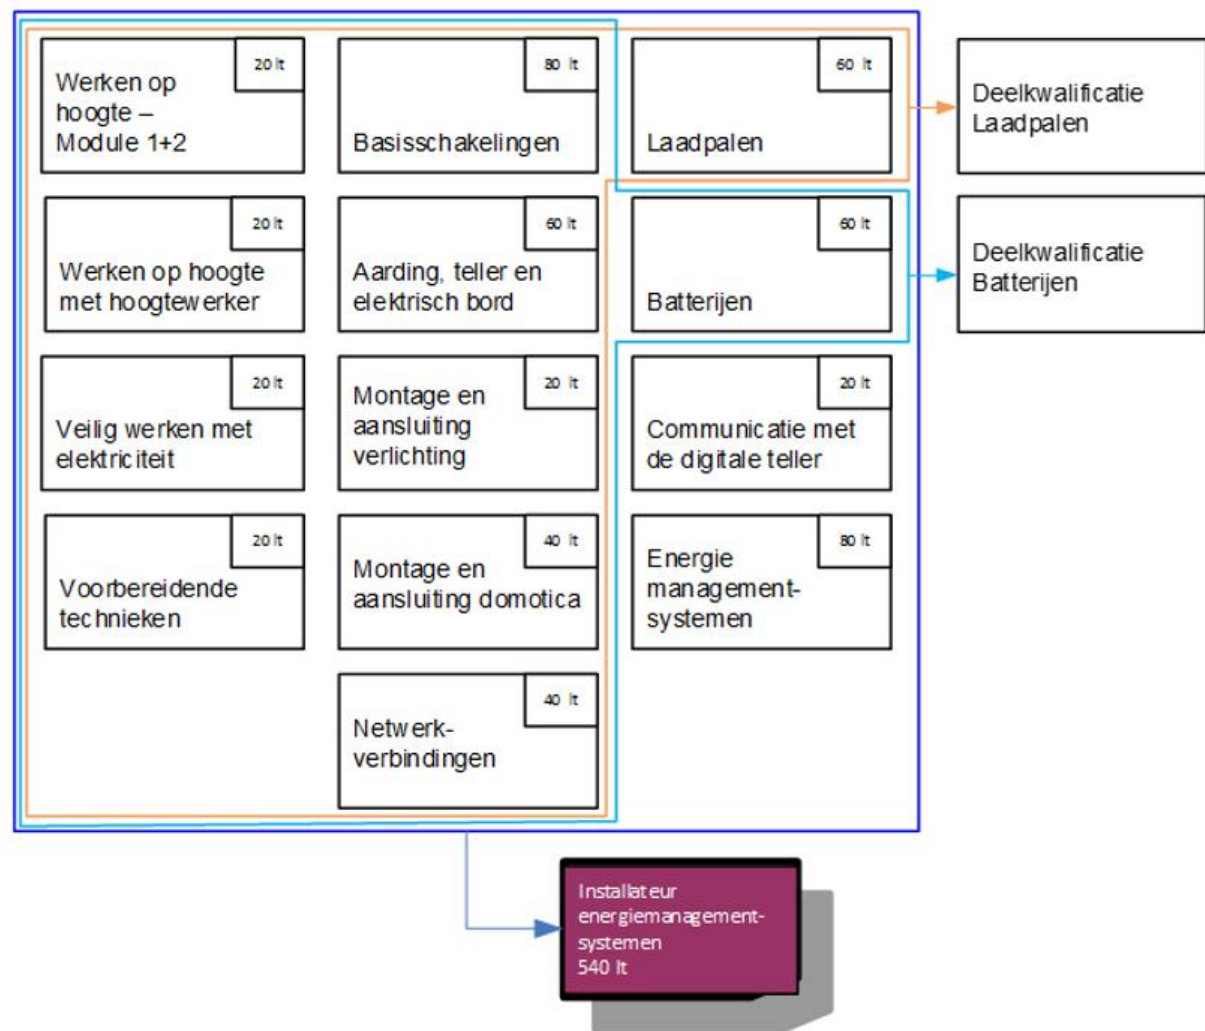 20 lt
Werken op
hoogte –
Module 1+2
80 lt
Basisschakelingen
60 lt
Laadpalen
Deelkwalificatie
Laadpalen
20 lt
Werken op hoogte
met hoogtewerker
60 lt
Aarding, teller en
elektrisch bord
60 lt
Batterijen
Deelkwalificatie
Batterijen
20 lt
Veilig werken met
elektriciteit
20 lt
Montage en
aansluiting
verlichting
20 lt
Communicatie met
de digitale teller
20 lt
Voorbereidende
technieken
40 lt
Montage en
aansluiting domotica
80 lt
Energie
management-
systemen
40 lt
Netwerk-
verbindingen
Installateur
energiemanagement-
systemen
540 lt